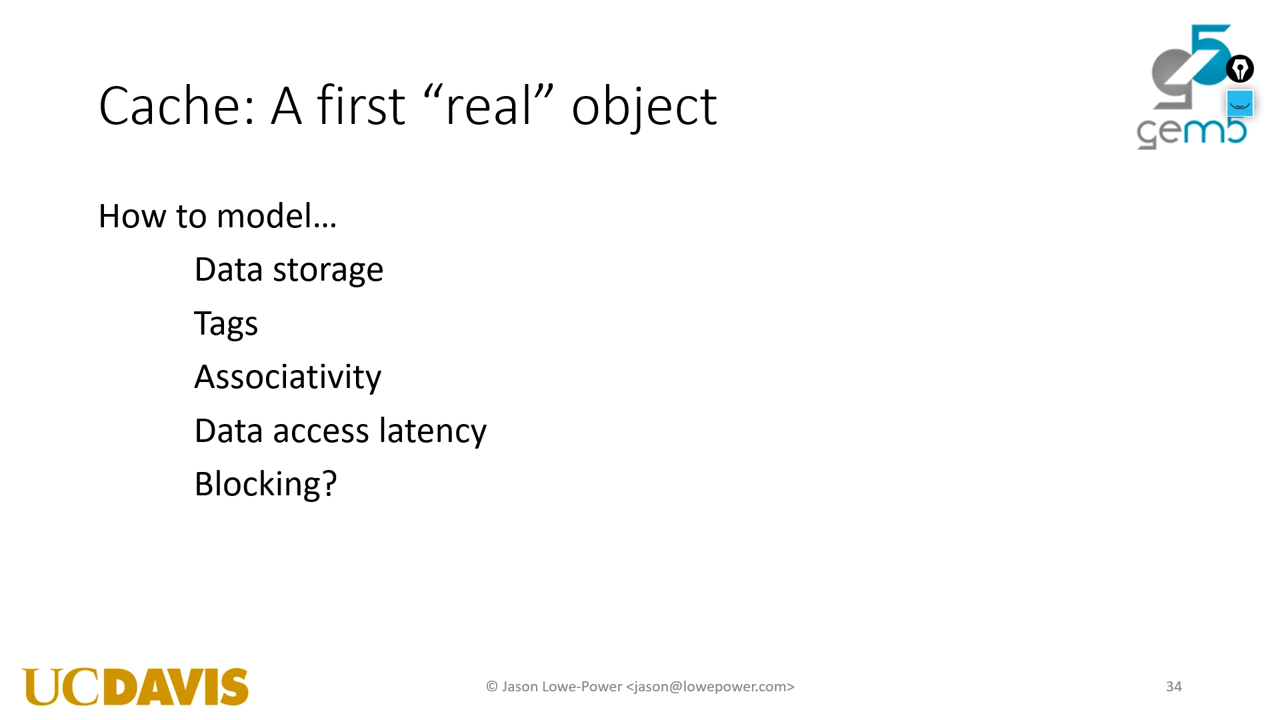 Cache: A first “real” object
gem5
How to model…
Data storage
Tags
Associativity
Data access latency
Blocking?
UCDAVIS
© Jason Lowe-Power <jason@lowepower.com>
34